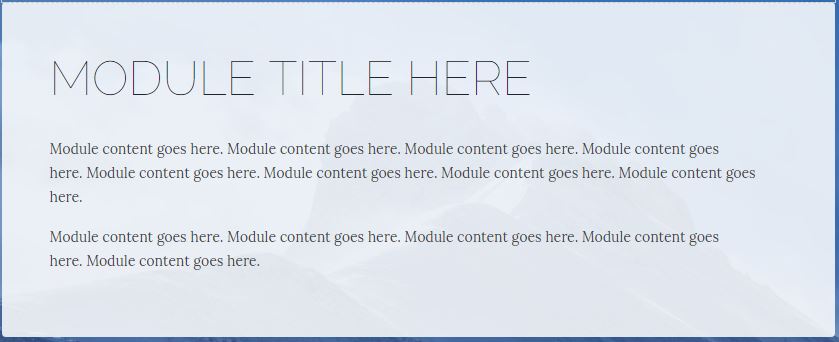 MODULE TITLE HERE
Module content goes here. Module content goes here. Module content goes here. Module content goes
here. Module content goes here. Module content goes here. Module content goes here. Module content goes
here.
Module content goes here. Module content goes here. Module content goes here. Module content goes
here. Module content goes here.